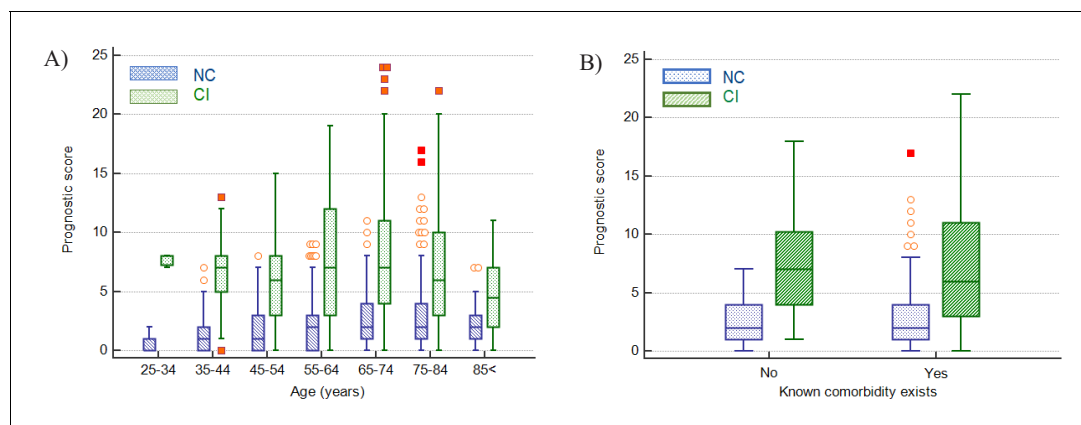 A)
Prognostic score
25
20
15
10
5
0
NC
CI
25-34 35-44 45-54 55-64 65-74 75-84 85<
Age (years)
B)
Prognostic score
25
20
15
10
5
0
NC
CI
No Yes
Known comorbidity exists